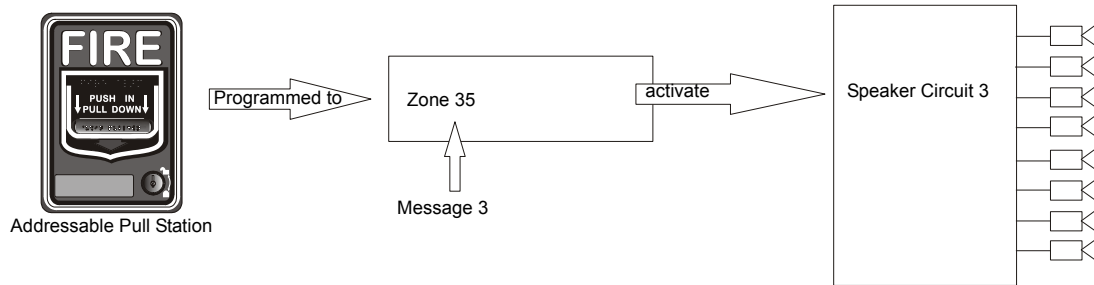 FIRE
PUSH IN
PULL DOWN
Addressable Pull Station
Programmed to
Zone 35
Message 3
activate
Speaker Circuit 3